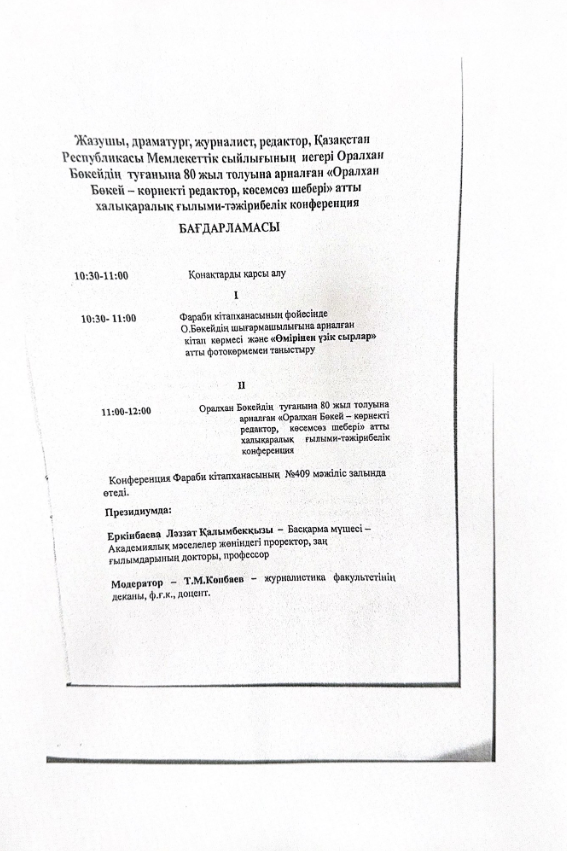 Жазушы, драматург, журналист, редактор, Қазақстан
Республикасы Мемлекеттік сыйлығының иегері Оралхан
Бөкейдің туғанына 80 жыл толуына арналған «Оралхан
Бөкей – көрнекті редактор, көсемсөз шебері» атты
халықаралық ғылыми-тәжірибелік конференция
БАҒДАРЛАМАСЫ
10:30-11:00 Қонақтарды қарсы алу
I
10:30- 11:00 Фараби кітапханасының фойесінде
О.Бөкейдің шығармашылығына арналған
кітап көрмесі және «Өмірінен үзік сырлар»
атты фотокөрмемен таныстыру
II
11:00-12:00 Оралхан Бөкейдің туғанына 80 жыл толуына
арналған «Оралхан Бөкей – көрнекті
редактор, көсемсөз шебері» атты
халықаралық ғылыми-тәжірибелік
конференция
Конференция Фараби кітапханасының №409 мәжіліс залында
өтеді.
Президиумда:
Еркінбаева Ләззат Қалымбекқызы – Басқарма мүшесі –
Академиялық мәселелер жөніндегі проректор, заң
ғылымдарының докторы, профессор
Модератор – Т.М.Көпбаев – журналистика факультетінің
деканы, ф.ғ.к., доцент.